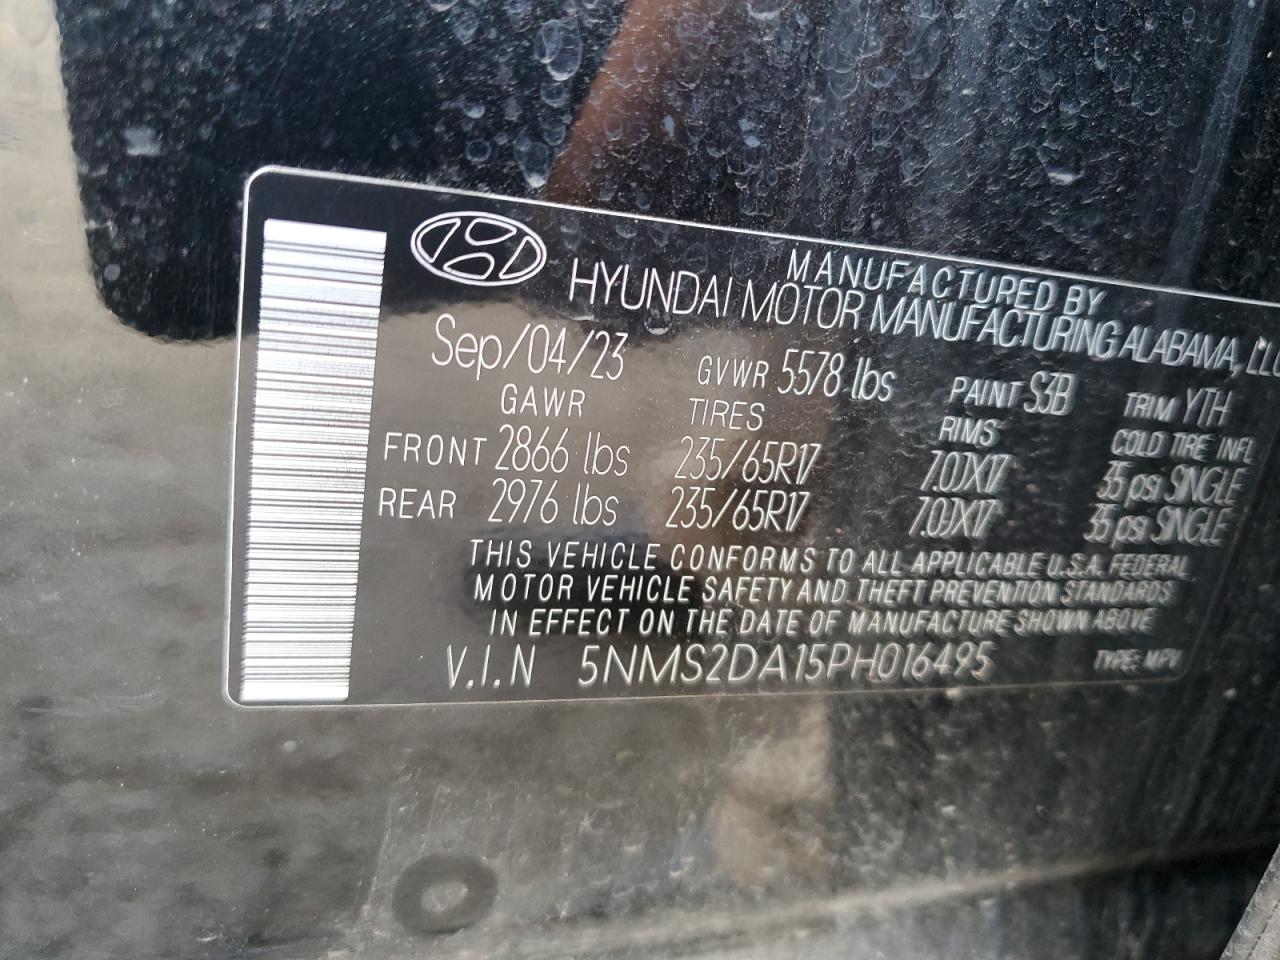 MANUFACTURED BY
HYUNDAI MOTOR MANUFACTURING ALABAMA, LLC
Sep/04/23 GVWR 5578 lbs PAINT S3B TRIM YTH
GAWR TIRES RIMS COLD TIRE INFL
FRONT 2866 lbs 235/65R17 7.0JX17 35 psi SINGLE
REAR 2976 lbs 235/65R17 7.0JX17 35 psi SINGLE
THIS VEHICLE CONFORMS TO ALL APPLICABLE U.S.A. FEDERAL
MOTOR VEHICLE SAFETY AND THEFT PREVENTION STANDARDS
IN EFFECT ON THE DATE OF MANUFACTURE SHOWN ABOVE
V.I.N 5NMS2DA15PH016495 TYPE: MPV